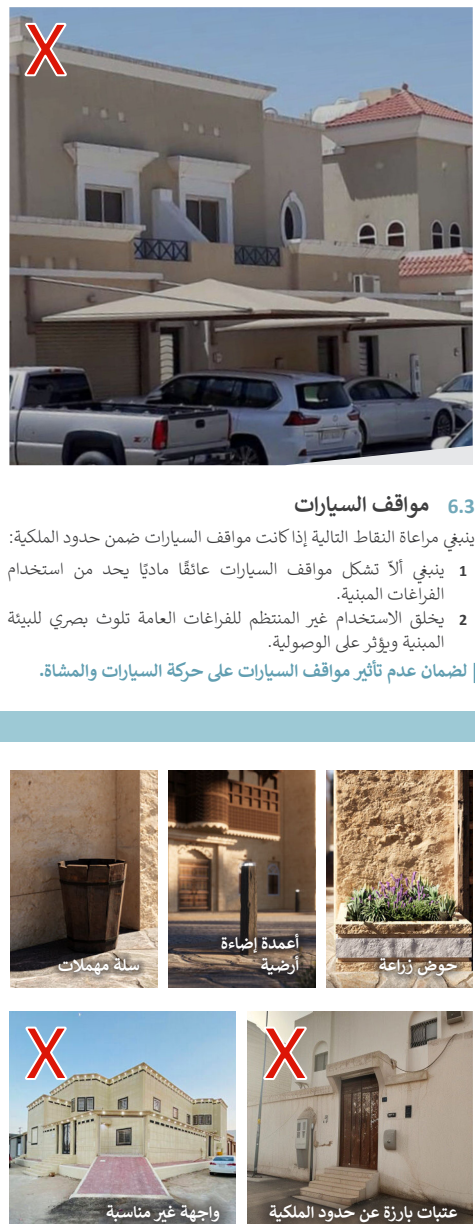 6.3 مواقف السيارات
ينبغي مراعاة النقاط التالية إذا كانت مواقف السيارات ضمن حدود الملكية:
1 ينبغي ألاّ تشكل مواقف السيارات عائقًا ماديًا يحد من استخدام
الفراغات المبنية.
2 يخلق الاستخدام غير المنتظم للفراغات العامة تلوث بصري للبيئة
المبنية ويؤثر على الوصولية.
لضمان عدم تأثير مواقف السيارات على حركة السيارات والمشاة.
حوض زراعة
أعمدة إضاءة
أرضية
سلة مهملات
عتبات بارزة عن حدود الملكية
واجهة غير مناسبة